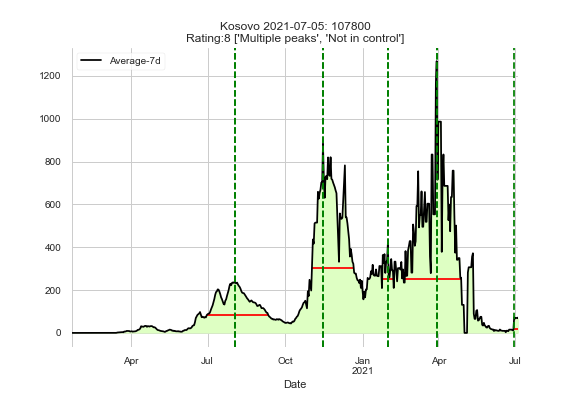 Kosovo 2021-07-05: 107800
Rating:8 ['Multiple peaks', 'Not in control']
Average-7d
1200
1000
800
600
400
200
0
Apr Jul Oct Jan Apr Jul
2021
Date